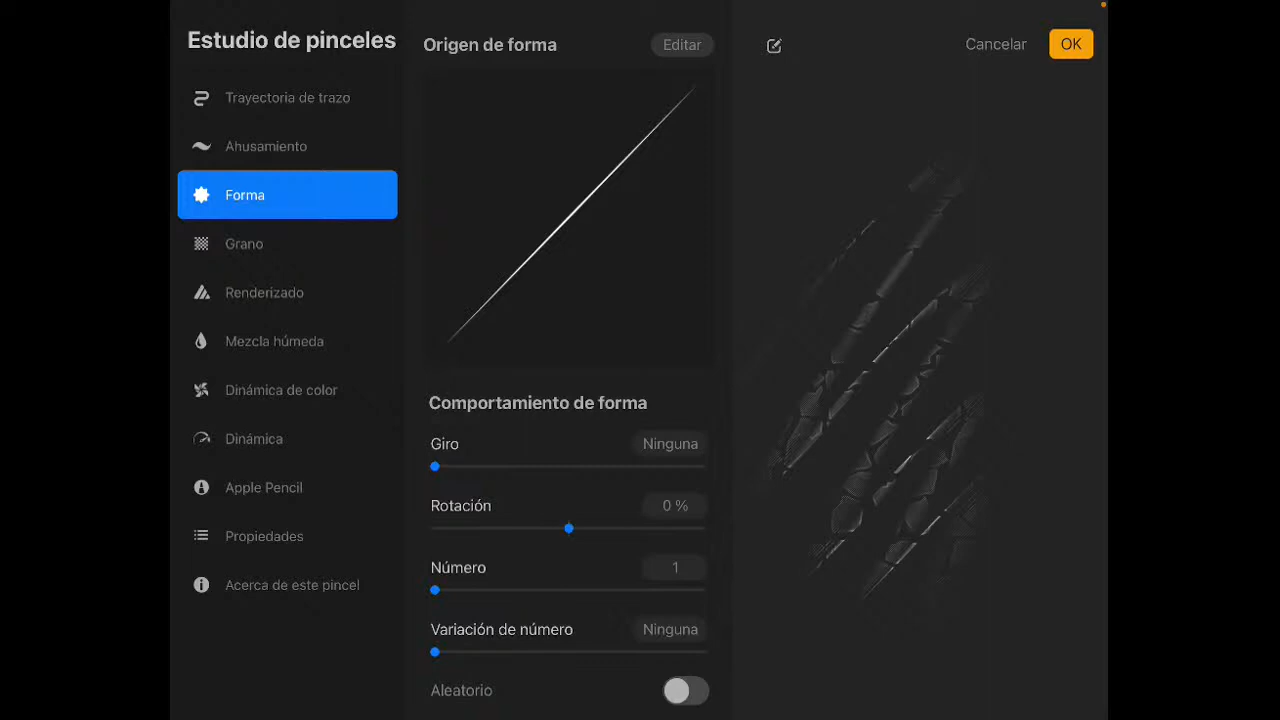 Estudio de pinceles
Trayectoria de trazo
Ahusamiento
Forma
Grano
Renderizado
Mezcla húmeda
Dinámica de color
Dinámica
Apple Pencil
Propiedades
Acerca de este pincel
Origen de forma
Editar
Comportamiento de forma
Giro
Ninguna
Rotación
0 %
Número
1
Variación de número
Ninguna
Aleatorio
Cancelar
OK